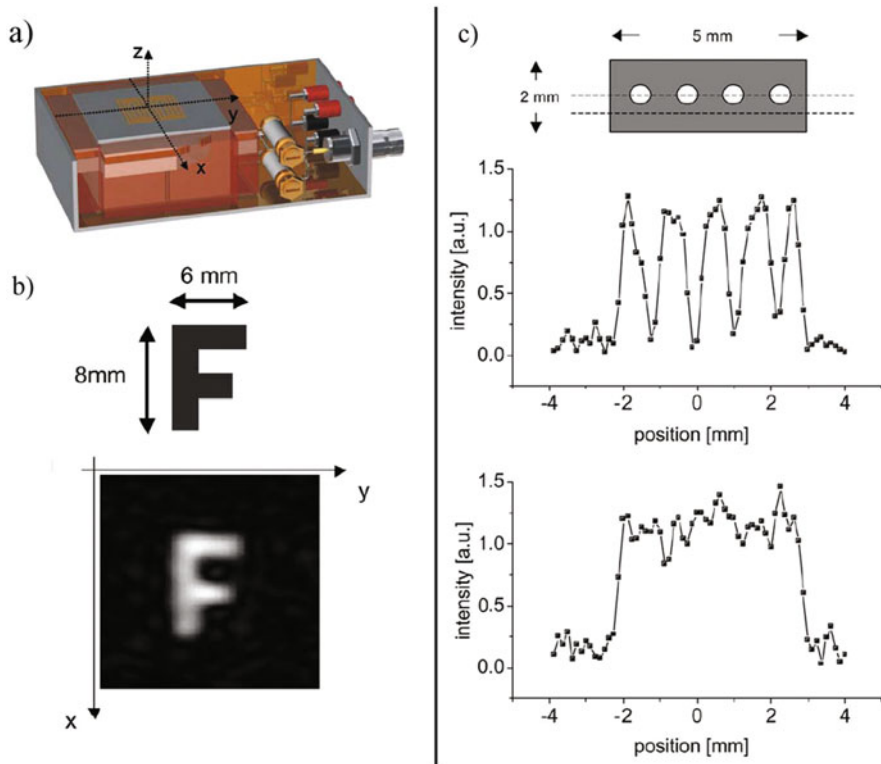 a)
z
y
x
b)
6 mm
8mm
F
y
F
x
c)
5 mm
2 mm
1.5
1.0
0.5
0.0
intensity [a.u.]
-4 -2 0 2 4
position [mm]
1.5
1.0
0.5
0.0
intensity [a.u.]
-4 -2 0 2 4
position [mm]